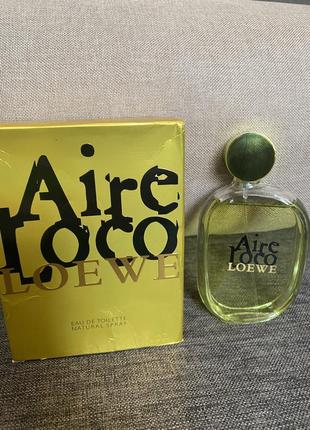 Aire
Loco
LOEWE
EAU DE TOILETTE
NATURAL SPRAY
Aire
Loco
LOEWE